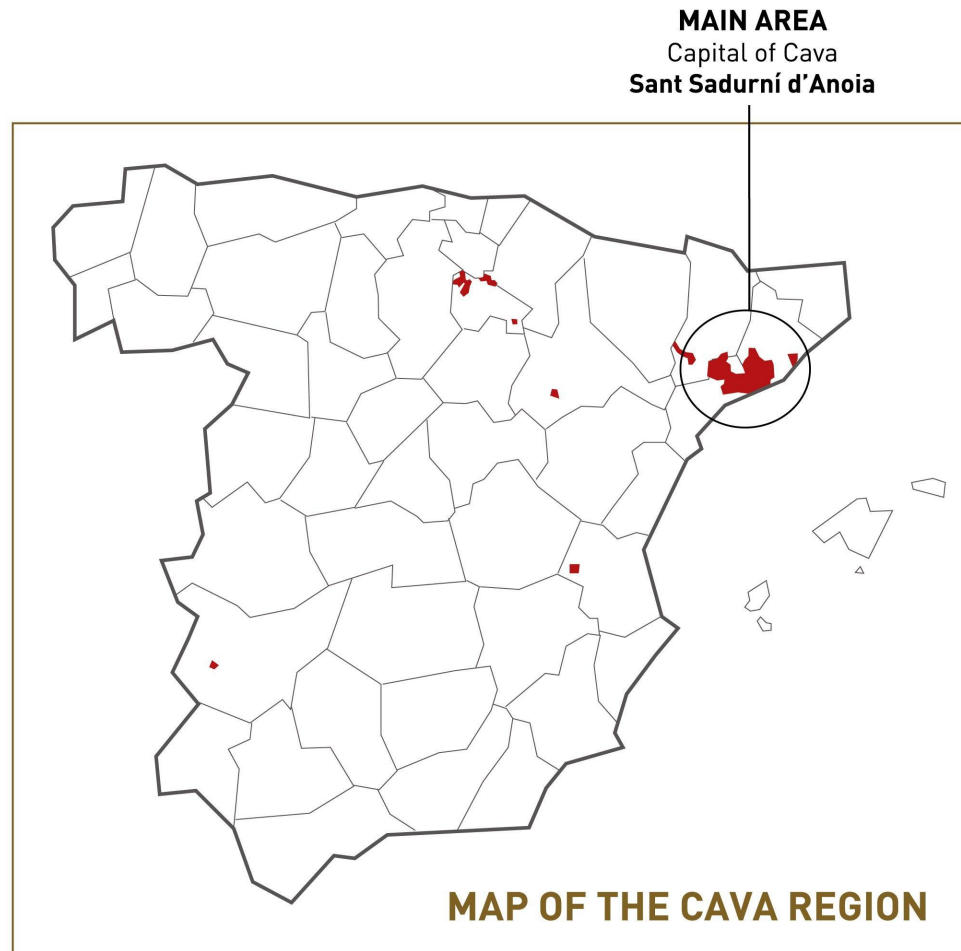 MAIN AREA
Capital of Cava
Sant Sadurní d’Anoia
MAP OF THE CAVA REGION